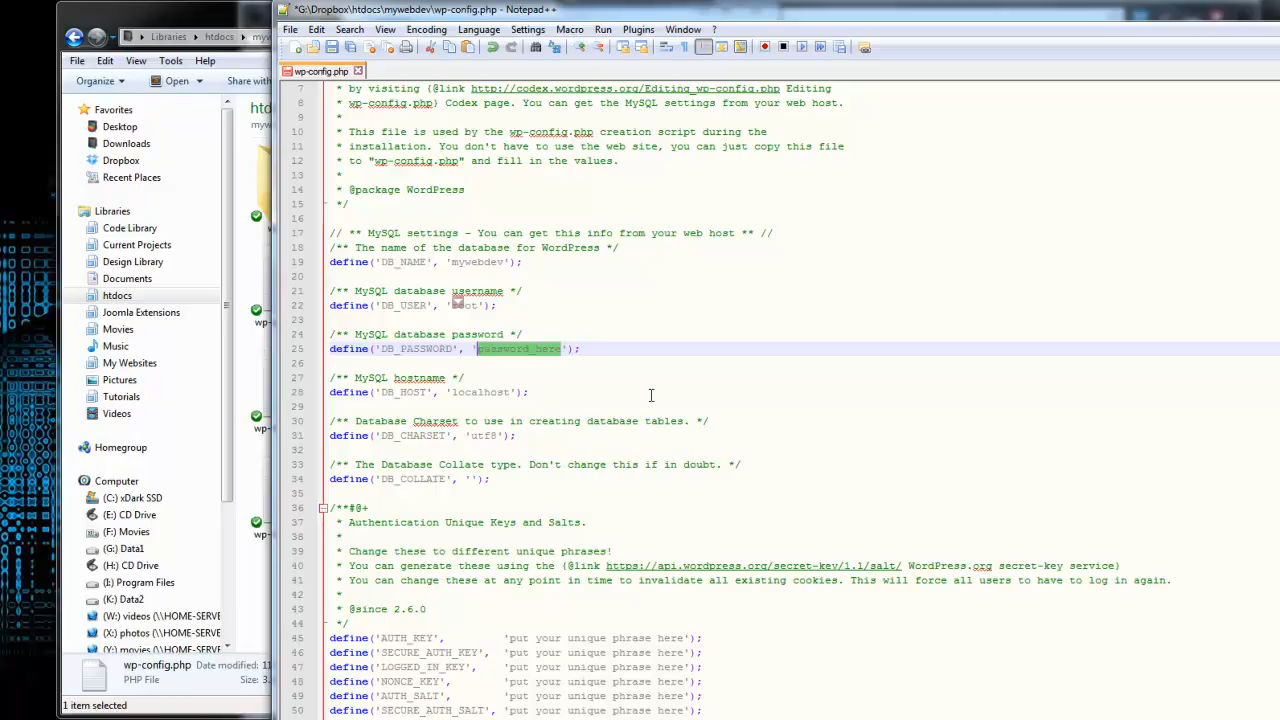 *G:\Dropbox\htdocs\mywebdev\wp-config.php - Notepad++
Libraries
htdocs
File Edit View Tools Help
Organize Open Share with
Favorites
Desktop
Downloads
Dropbox
Recent Places
Libraries
Code Library
Current Projects
Design Library
Documents
htdocs
Joomla Extensions
Movies
Music
My Websites
Pictures
Tutorials
Videos
Homegroup
Computer
(C:) xDark SSD
(E:) CD Drive
(F:) Movies
(G:) Data1
(H:) CD Drive
(I:) Program Files
(K:) Data2
(W:) videos (\\HOME-SERVE
(X:) photos (\\HOME-SERVE
(Y:) movies (\\HOME-SERVE
wp-config.php Date modified: 11
PHP File Size: 3.
1 item selected
File Edit Search View Encoding Language Settings Macro Run Plugins Window ?
wp-config.php
7 * by visiting {@link http://codex.wordpress.org/Editing_wp-config.php Editing
8 * wp-config.php} Codex page. You can get the MySQL settings from your web host.
9 *
10 * This file is used by the wp-config.php creation script during the
11 * installation. You don't have to use the web site, you can just copy this file
12 * to "wp-config.php" and fill in the values.
13 *
14 * @package WordPress
15 */
16
17 // ** MySQL settings - You can get this info from your web host ** //
18 /** The name of the database for WordPress */
19 define('DB_NAME', 'mywebdev');
20
21 /** MySQL database username */
22 define('DB_USER', 'root');
23
24 /** MySQL database password */
25 define('DB_PASSWORD', 'password_here');
26
27 /** MySQL hostname */
28 define('DB_HOST', 'localhost');
29
30 /** Database Charset to use in creating database tables. */
31 define('DB_CHARSET', 'utf8');
32
33 /** The Database Collate type. Don't change this if in doubt. */
34 define('DB_COLLATE', '');
35
36 /**#@+
37 * Authentication Unique Keys and Salts.
38 *
39 * Change these to different unique phrases!
40 * You can generate these using the {@link https://api.wordpress.org/secret-key/1.1/salt/ WordPress.org secret-key service}
41 * You can change these at any point in time to invalidate all existing cookies. This will force all users to have to log in again.
42 *
43 * @since 2.6.0
44 */
45 define('AUTH_KEY', 'put your unique phrase here');
46 define('SECURE_AUTH_KEY', 'put your unique phrase here');
47 define('LOGGED_IN_KEY', 'put your unique phrase here');
48 define('NONCE_KEY', 'put your unique phrase here');
49 define('AUTH_SALT', 'put your unique phrase here');
50 define('SECURE_AUTH_SALT', 'put your unique phrase here');